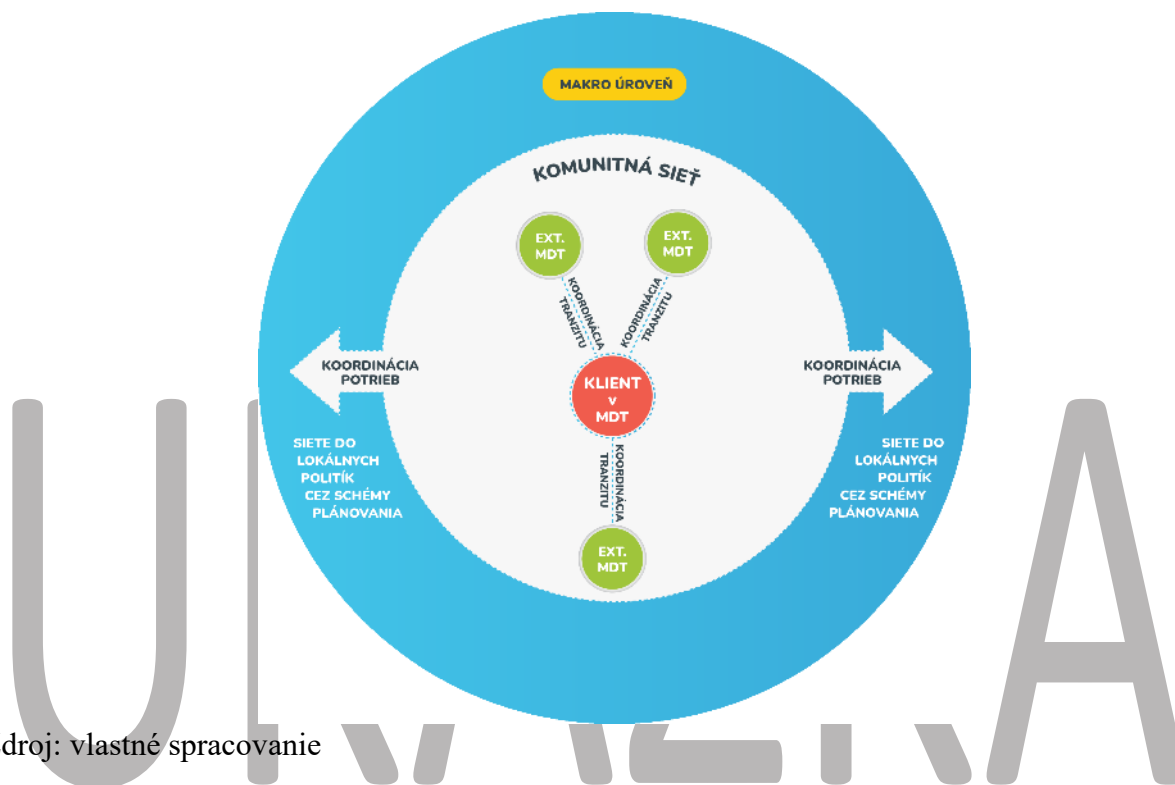 MAKRO ÚROVEŇ
KOMUNITNÁ SIEŤ
EXT.
MDT
EXT.
MDT
KOORDINÁCIA
TRANZITU
KOORDINÁCIA
TRANZITU
KLIENT
v
MDT
KOORDINÁCIA
POTRIEB
KOORDINÁCIA
POTRIEB
SIETE DO
LOKÁLNYCH
POLITÍK
CEZ SCHÉMY
PLÁNOVANIA
SIETE DO
LOKÁLNYCH
POLITÍK
CEZ SCHÉMY
PLÁNOVANIA
KOORDINÁCIA
TRANZITU
EXT.
MDT
droj: vlastné spracovanie